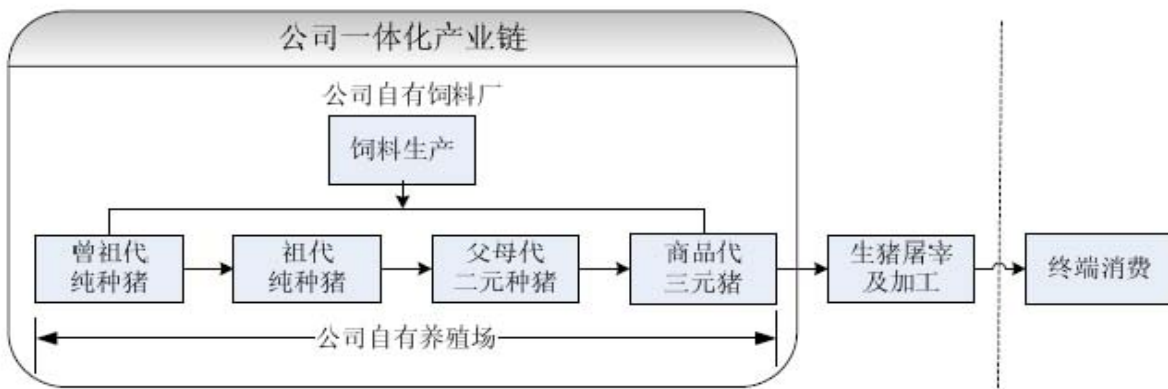 公司一体化产业链
公司自有饲料厂
饲料生产
曾祖代
纯种猪
祖代
纯种猪
父母代
二元种猪
商品代
三元猪
生猪屠宰
及加工
终端消费
公司自有养殖场